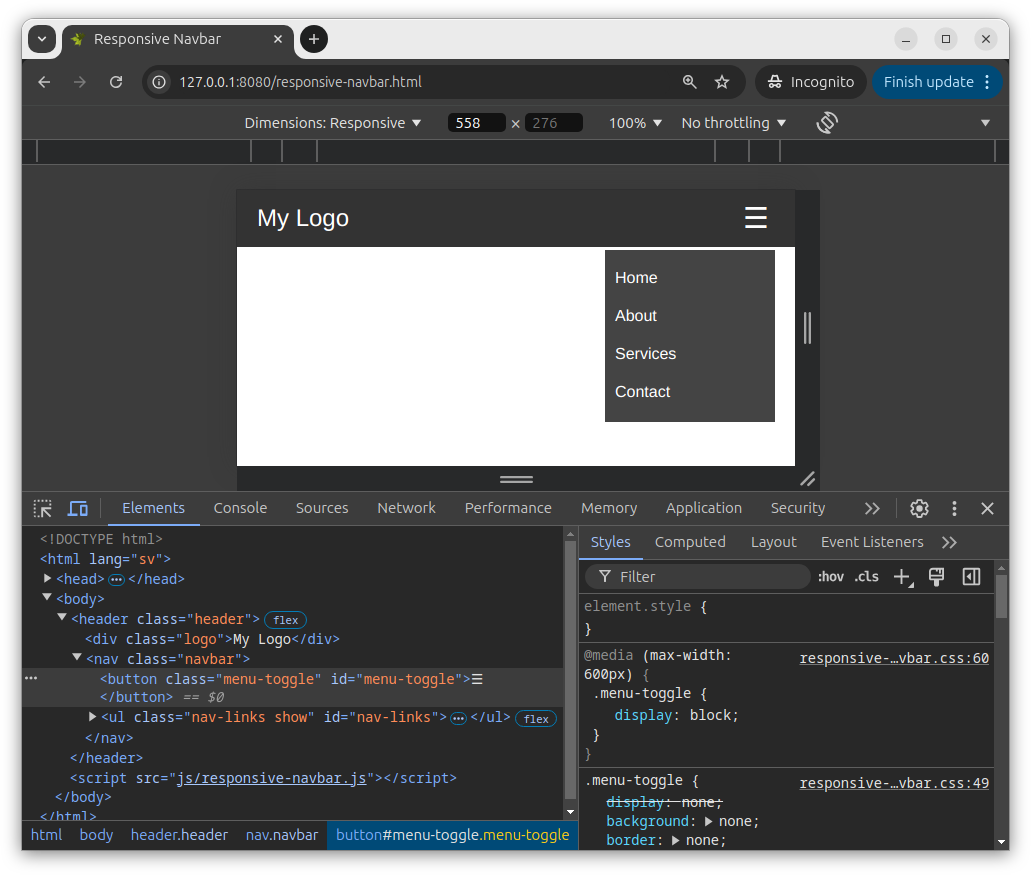 Responsive Navbar
127.0.0.1:8080/responsive-navbar.html
Incognito
Finish update
Dimensions: Responsive
558 × 276
100%
No throttling
My Logo
☰
Home
About
Services
Contact
Elements
Console
Sources
Network
Performance
Memory
Application
Security
<!DOCTYPE html>
<html lang="sv">
<head>…</head>
<body>
<header class="header"> flex
<div class="logo">My Logo</div>
<nav class="navbar">
<button class="menu-toggle" id="menu-toggle">☰
</button> == $0
<ul class="nav-links show" id="nav-links">…</ul> flex
</nav>
</header>
<script src="js/responsive-navbar.js"></script>
</body>
</html>
html body header.header nav.navbar button#menu-toggle.menu-toggle
Styles
Computed
Layout
Event Listeners
Filter
:hov .cls
element.style {
}
@media (max-width: responsive-…vbar.css:60
600px) {
.menu-toggle {
display: block;
}
}
.menu-toggle { responsive-…vbar.css:49
display: none;
background: none;
border: none;